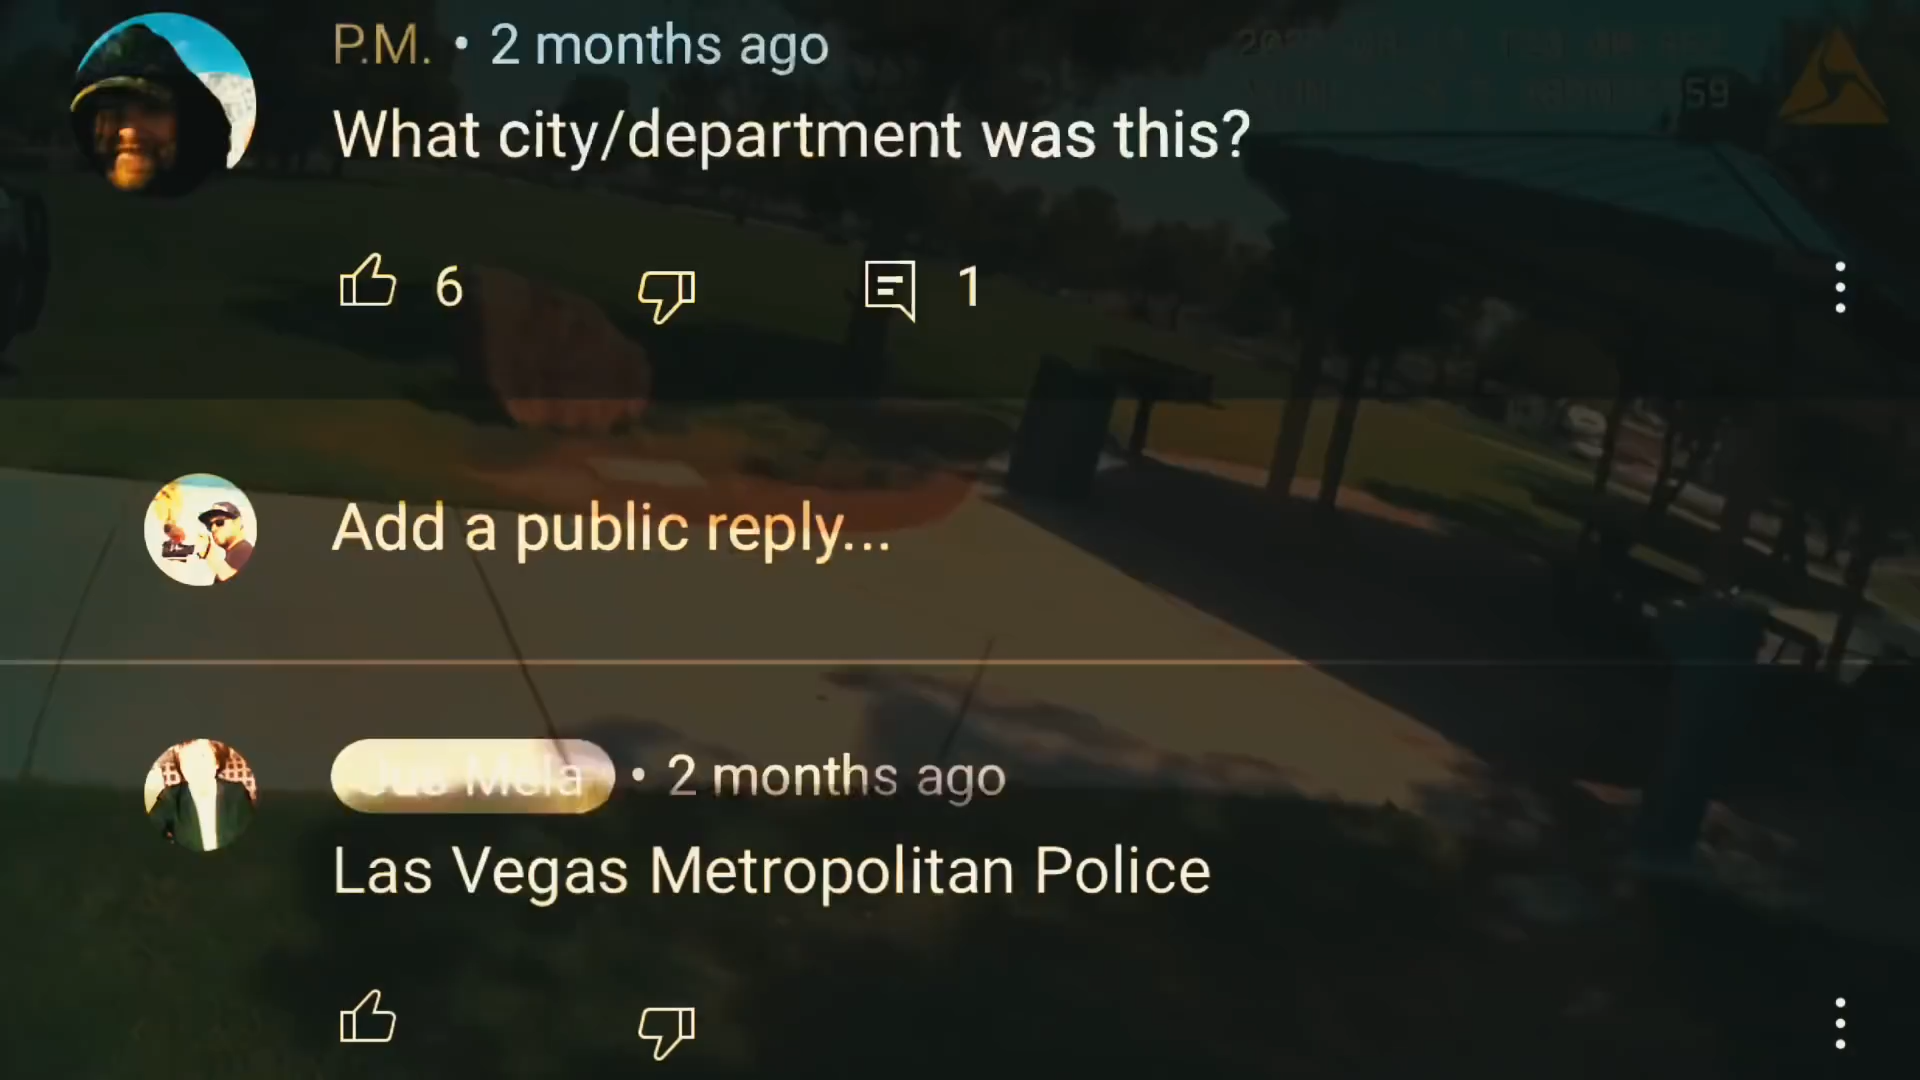 P.M. • 2 months ago
What city/department was this?
6 1
Add a public reply...
• 2 months ago
Las Vegas Metropolitan Police